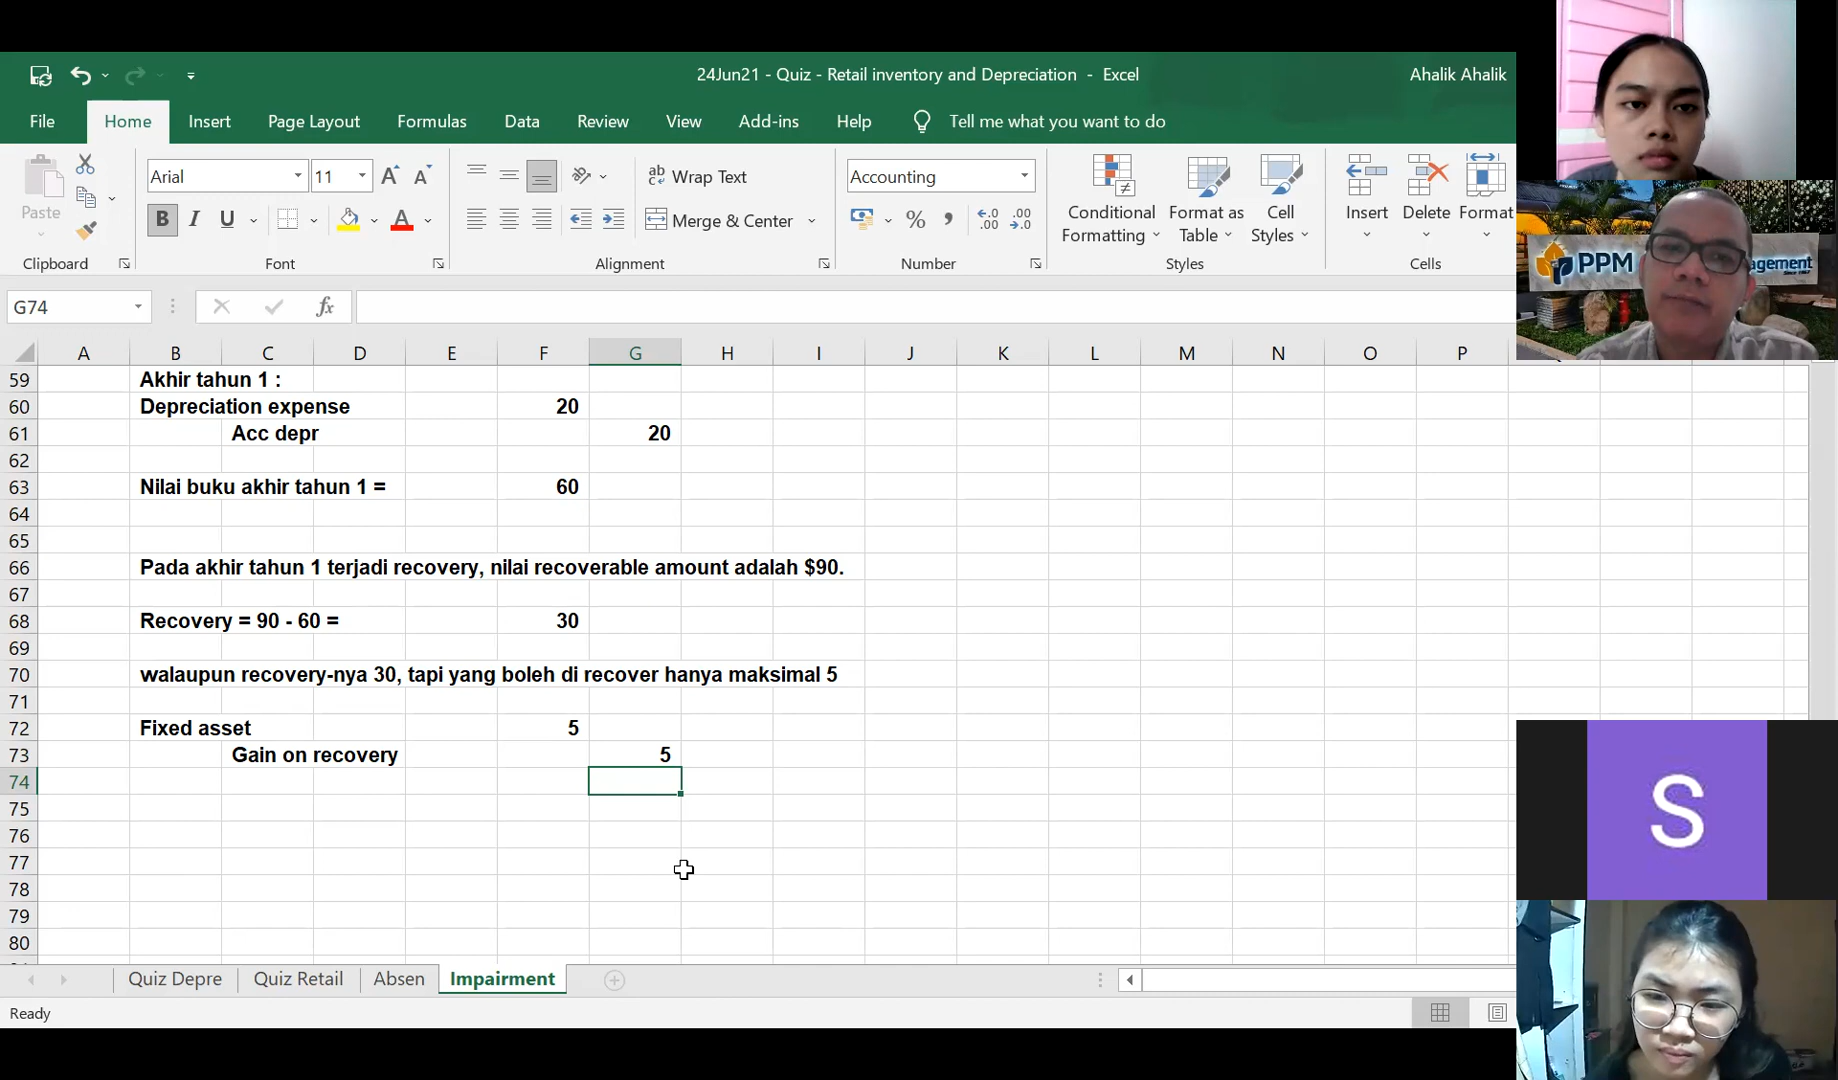 24Jun21 - Quiz - Retail inventory and Depreciation - Excel
Ahalik Ahalik
File Home Insert Page Layout Formulas Data Review View Add-ins Help Tell me what you want to do
Paste
Arial 11
B I U
ab Wrap Text
Merge & Center
Accounting
% ,
Conditional Formatting
Format as Table
Cell Styles
Insert Delete Format
Clipboard Font Alignment Number Styles Cells
G74 fx
A B C D E F G H I J K L M N O P
59 Akhir tahun 1 :
60 Depreciation expense 20
61 Acc depr 20
62
63 Nilai buku akhir tahun 1 = 60
64
65
66 Pada akhir tahun 1 terjadi recovery, nilai recoverable amount adalah $90.
67
68 Recovery = 90 - 60 = 30
69
70 walaupun recovery-nya 30, tapi yang boleh di recover hanya maksimal 5
71
72 Fixed asset 5
73 Gain on recovery 5
74
75
76
77
78
79
80
Quiz Depre Quiz Retail Absen Impairment
Ready
PPM
S